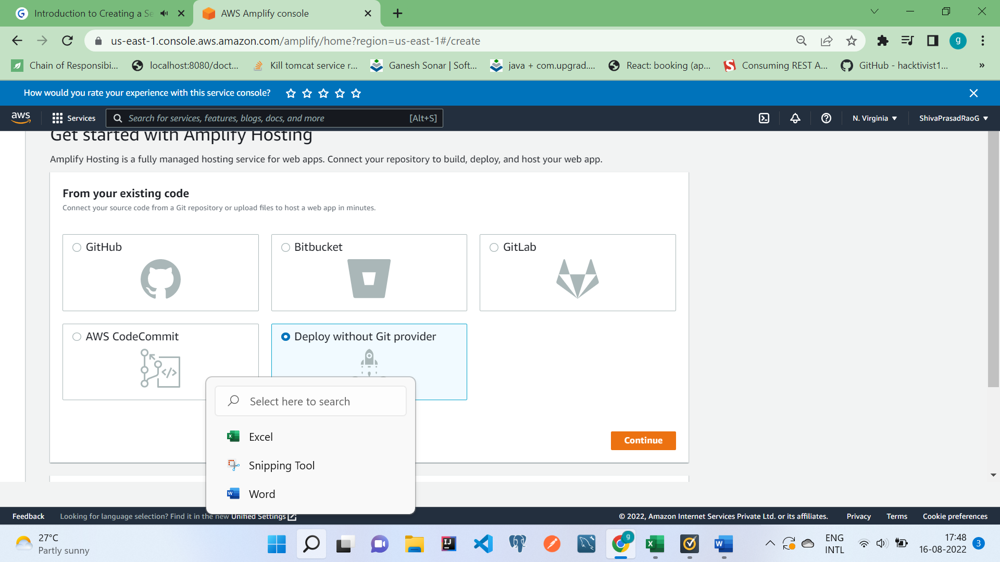 Introduction to Creating a Se
AWS Amplify console
us-east-1.console.aws.amazon.com/amplify/home?region=us-east-1#/create
g
Chain of Responsibi...
localhost:8080/doct...
Kill tomcat service r...
Ganesh Sonar | Soft...
java + com.upgrad....
React: booking (ap...
Consuming REST A...
GitHub - hacktivist1...
»
How would you rate your experience with this service console?
aws
Services
Search for services, features, blogs, docs, and more
[Alt+S]
N. Virginia
ShivaPrasadRaoG
Get started with Amplify Hosting
Amplify Hosting is a fully managed hosting service for web apps. Connect your repository to build, deploy, and host your web app.
From your existing code
Connect your source code from a Git repository or upload files to host a web app in minutes.
GitHub
Bitbucket
GitLab
AWS CodeCommit
Deploy without Git provider
Select here to search
Excel
Snipping Tool
Word
Continue
Feedback
Looking for language selection? Find it in the new Unified Settings
© 2022, Amazon Internet Services Private Ltd. or its affiliates.
Privacy
Terms
Cookie preferences
27°C
Partly sunny
ENG
INTL
17:48
16-08-2022
3